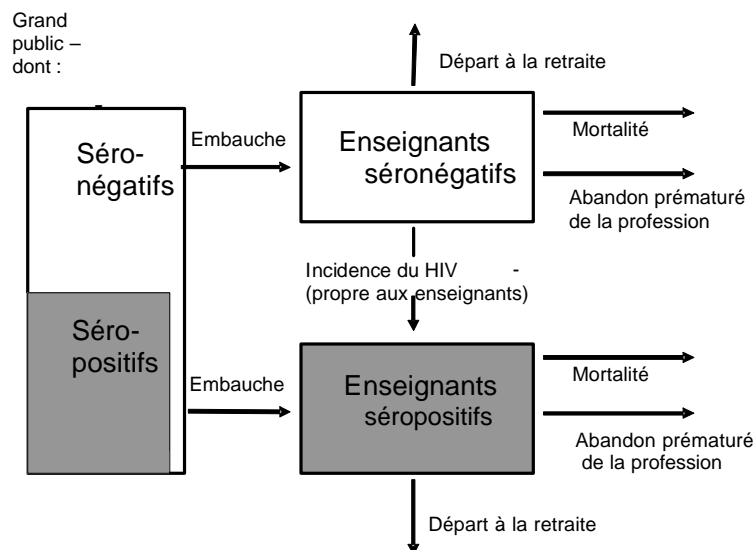 Grand
public –
dont :
Départ à la retraite
Séro-
négatifs
Embauche
Enseignants
séronégatifs
Mortalité
Abandon prématuré
de la profession
Incidence du HIV -
(propre aux enseignants)
Séro-
positifs
Embauche
Enseignants
séropositifs
Mortalité
Abandon prématuré
de la profession
Départ à la retraite